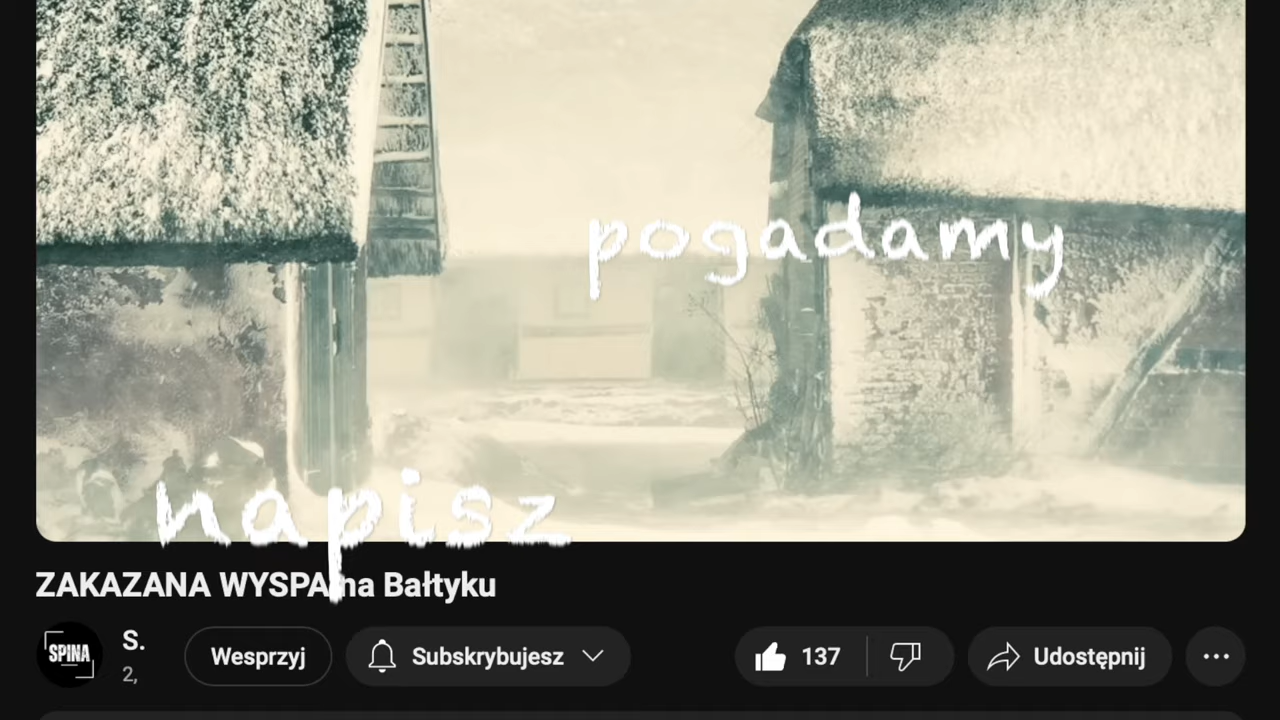 pogadamy
napisz
ZAKAZANA WYSPA na Bałtyku
SPINA
S.
2,
Wesprzyj
Subskrybujesz
137
Udostępnij